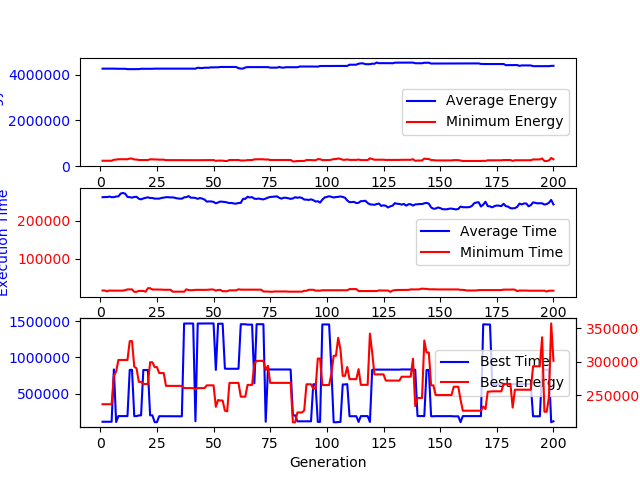 4000000
2000000
0
Average Energy
Minimum Energy
0 25 50 75 100 125 150 175 200
Execution Time
200000
100000
Average Time
Minimum Time
0 25 50 75 100 125 150 175 200
1500000
1000000
500000
Best Time
Best Energy
350000
300000
250000
0 25 50 75 100 125 150 175 200
Generation